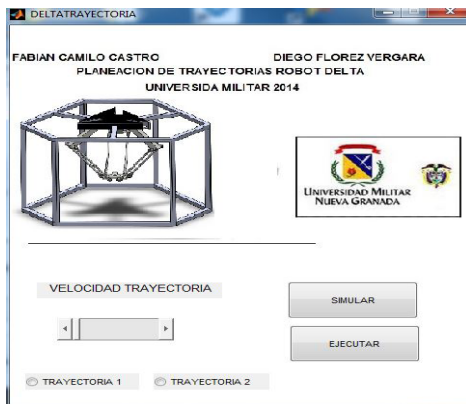 DELTATRAYECTORIA
FABIAN CAMILO CASTRO DIEGO FLOREZ VERGARA
PLANEACION DE TRAYECTORIAS ROBOT DELTA
UNIVERSIDA MILITAR 2014
UNIVERSIDAD MILITAR
NUEVA GRANADA
VELOCIDAD TRAYECTORIA
SIMULAR
EJECUTAR
TRAYECTORIA 1 TRAYECTORIA 2